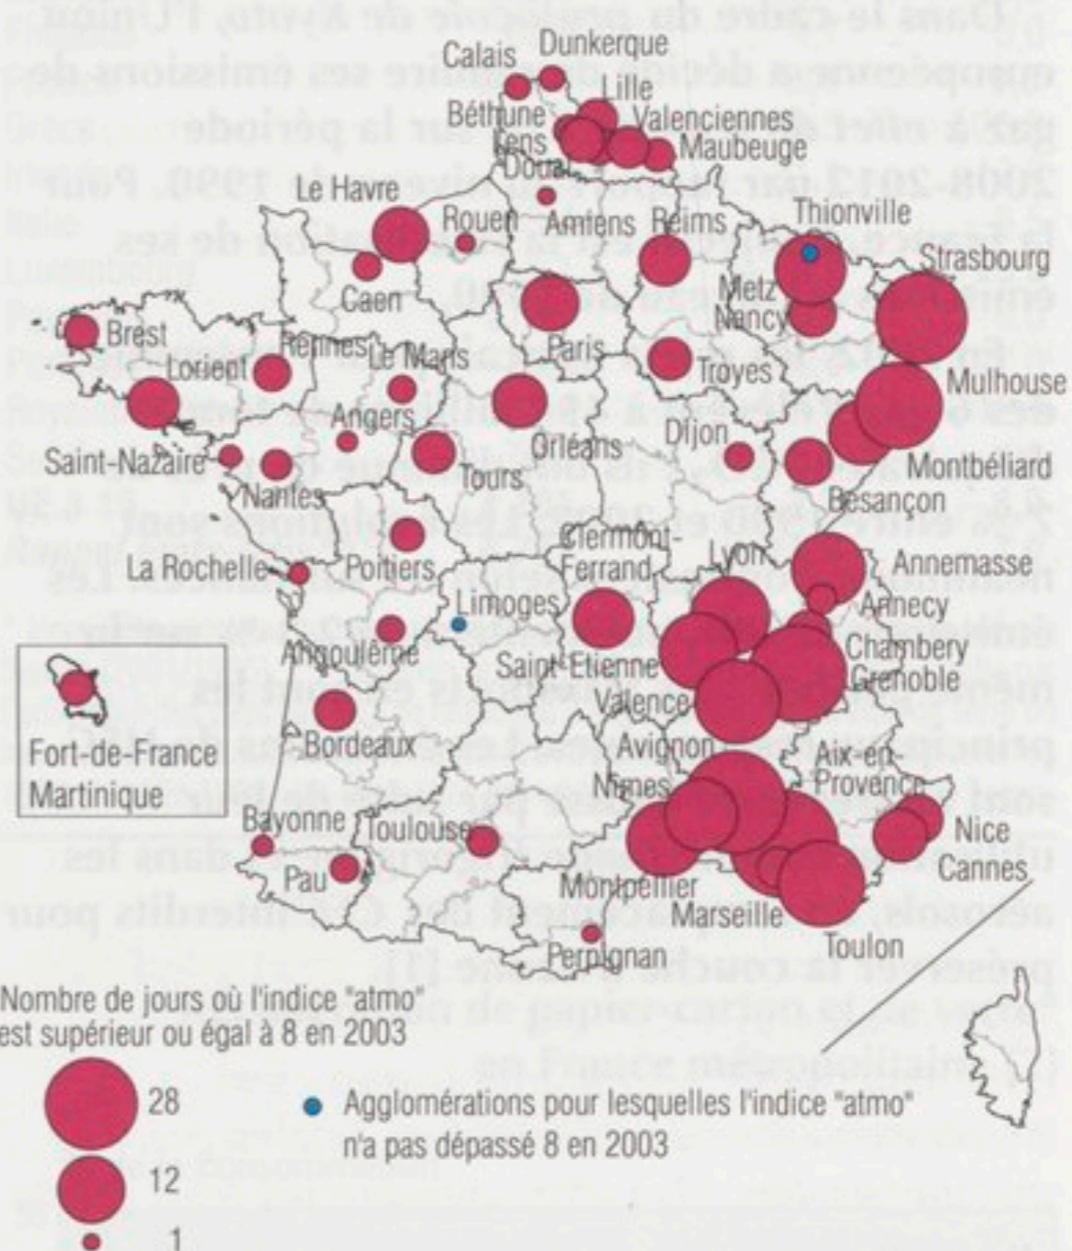 Calais
Dunkerque
Lille
Béthune
Valenciennes
Lens
Maubeuge
Douai
Le Havre
Rouen
Amiens
Reims
Thionville
Strasbourg
Caen
Metz
Nancy
Brest
Rennes
Le Mans
Paris
Lorient
Troyes
Mulhouse
Angers
Orléans
Dijon
Saint-Nazaire
Tours
Montbéliard
Nantes
Besançon
Clermont-
Ferrand
Lyon
Annemasse
La Rochelle
Poitiers
Limoges
Annecy
Angoulême
Saint-Etienne
Chambery
Grenoble
Valence
Fort-de-France
Martinique
Bordeaux
Avignon
Aix-en-
Provence
Nîmes
Bayonne
Toulouse
Nice
Cannes
Pau
Montpellier
Marseille
Toulon
Perpignan
Nombre de jours où l'indice "atmo"
est supérieur ou égal à 8 en 2003
28
12
1
Agglomérations pour lesquelles l'indice "atmo"
n'a pas dépassé 8 en 2003